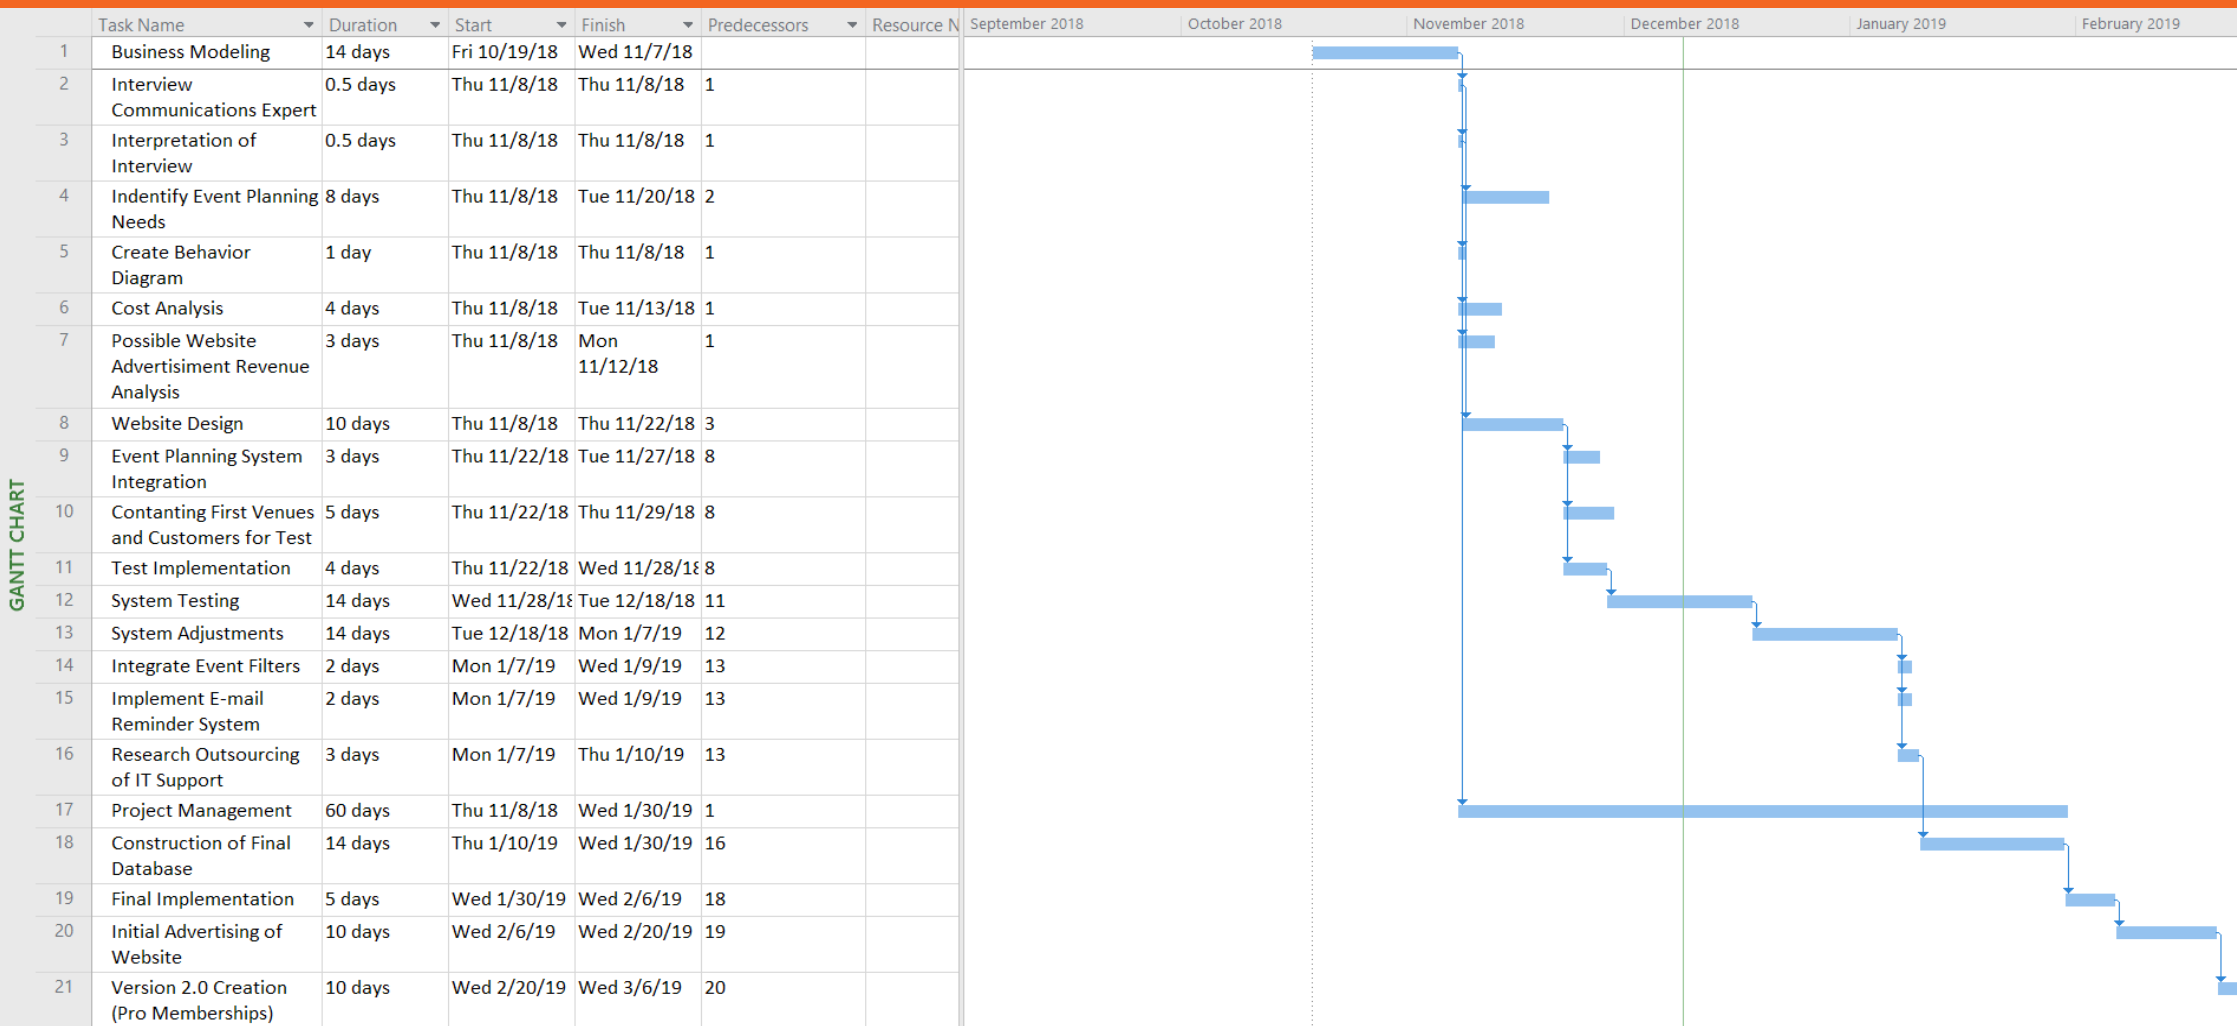 Task Name Duration Start Finish Predecessors Resource N September 2018 October 2018 November 2018 December 2018 January 2019 February 2019
GANTT CHART
1 Business Modeling 14 days Fri 10/19/18 Wed 11/7/18
2 Interview 0.5 days Thu 11/8/18 Thu 11/8/18 1
Communications Expert
3 Interpretation of 0.5 days Thu 11/8/18 Thu 11/8/18 1
Interview
4 Indentify Event Planning 8 days Thu 11/8/18 Tue 11/20/18 2
Needs
5 Create Behavior 1 day Thu 11/8/18 Thu 11/8/18 1
Diagram
6 Cost Analysis 4 days Thu 11/8/18 Tue 11/13/18 1
7 Possible Website 3 days Thu 11/8/18 Mon 1
Advertisiment Revenue 11/12/18
Analysis
8 Website Design 10 days Thu 11/8/18 Thu 11/22/18 3
9 Event Planning System 3 days Thu 11/22/18 Tue 11/27/18 8
Integration
10 Contanting First Venues 5 days Thu 11/22/18 Thu 11/29/18 8
and Customers for Test
11 Test Implementation 4 days Thu 11/22/18 Wed 11/28/18 8
12 System Testing 14 days Wed 11/28/18 Tue 12/18/18 11
13 System Adjustments 14 days Tue 12/18/18 Mon 1/7/19 12
14 Integrate Event Filters 2 days Mon 1/7/19 Wed 1/9/19 13
15 Implement E-mail 2 days Mon 1/7/19 Wed 1/9/19 13
Reminder System
16 Research Outsourcing 3 days Mon 1/7/19 Thu 1/10/19 13
of IT Support
17 Project Management 60 days Thu 11/8/18 Wed 1/30/19 1
18 Construction of Final 14 days Thu 1/10/19 Wed 1/30/19 16
Database
19 Final Implementation 5 days Wed 1/30/19 Wed 2/6/19 18
20 Initial Advertising of 10 days Wed 2/6/19 Wed 2/20/19 19
Website
21 Version 2.0 Creation 10 days Wed 2/20/19 Wed 3/6/19 20
(Pro Memberships)